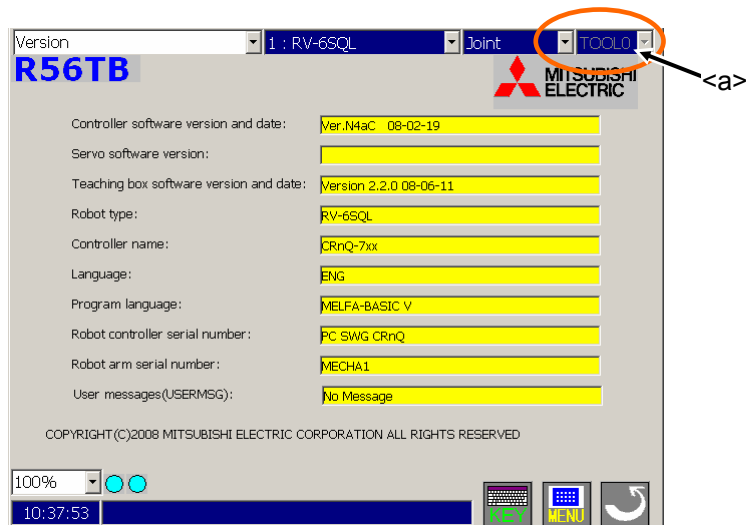 Version 1 : RV-6SQL Joint TOOL0
R56TB
MITSUBISHI
ELECTRIC
<a>
Controller software version and date: Ver.N4aC 08-02-19
Servo software version:
Teaching box software version and date: Version 2.2.0 08-06-11
Robot type: RV-6SQL
Controller name: CRnQ-7xx
Language: ENG
Program language: MELFA-BASIC V
Robot controller serial number: PC SWG CRnQ
Robot arm serial number: MECHA1
User messages(USERMSG): No Message
COPYRIGHT(C)2008 MITSUBISHI ELECTRIC CORPORATION ALL RIGHTS RESERVED
100%
10:37:53 KEY MENU